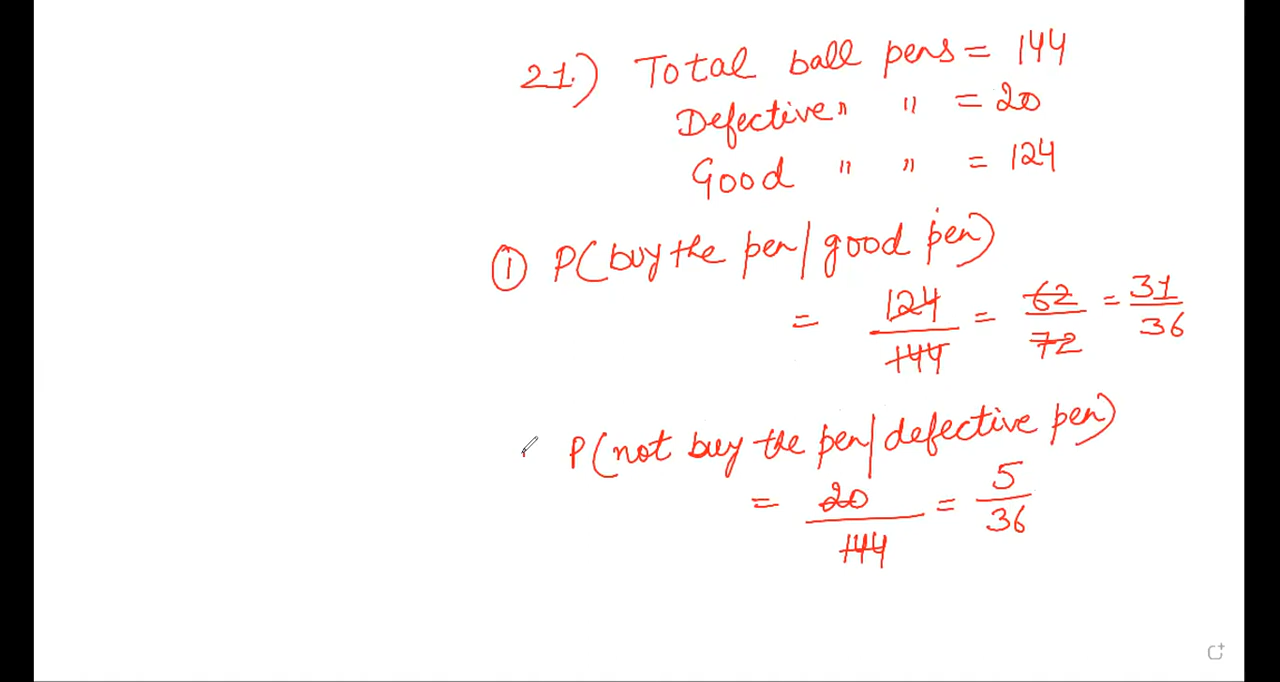 21.) Total ball pens = 144
Defective " " = 20
Good " " = 124
① P(buy the pen/good pen)
= 124/144 = 62/72 = 31/36
P(not buy the pen/defective pen)
= 20/144 = 5/36